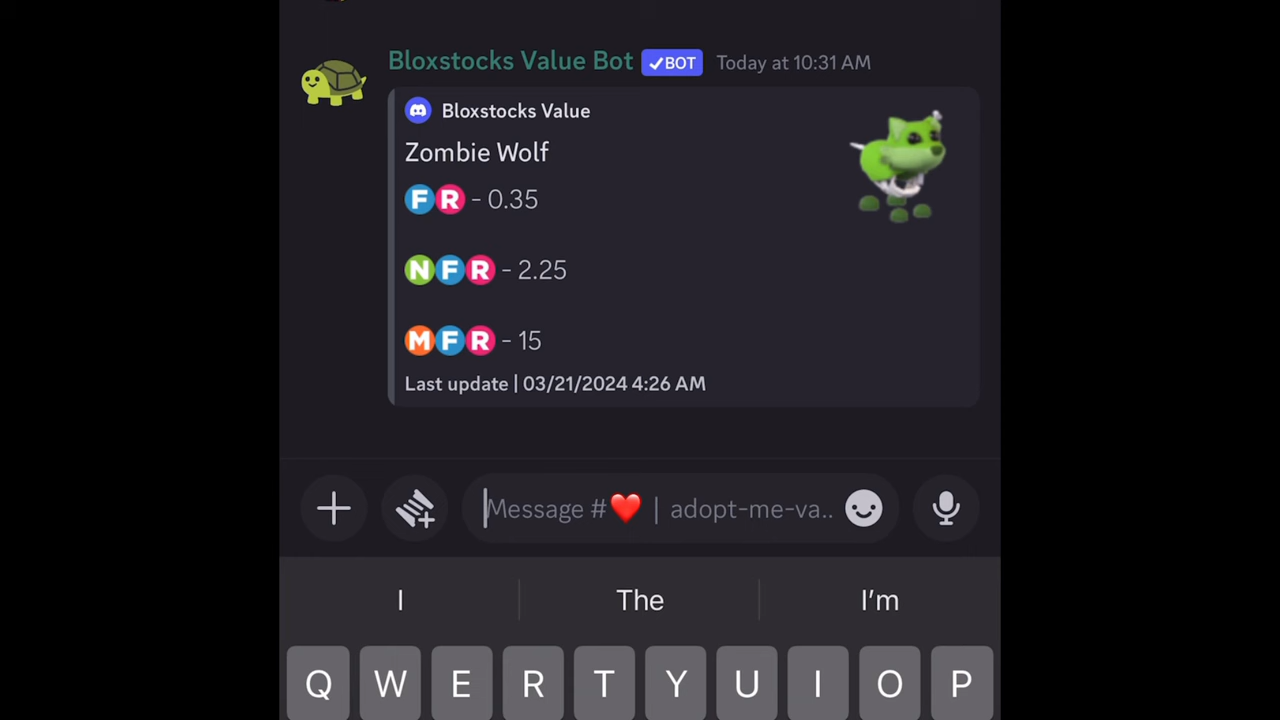 Bloxstocks Value Bot ✓BOT Today at 10:31 AM
Bloxstocks Value
Zombie Wolf
F R - 0.35
N F R - 2.25
M F R - 15
Last update | 03/21/2024 4:26 AM
Message #❤️ | adopt-me-va..
I The I'm
Q W E R T Y U I O P